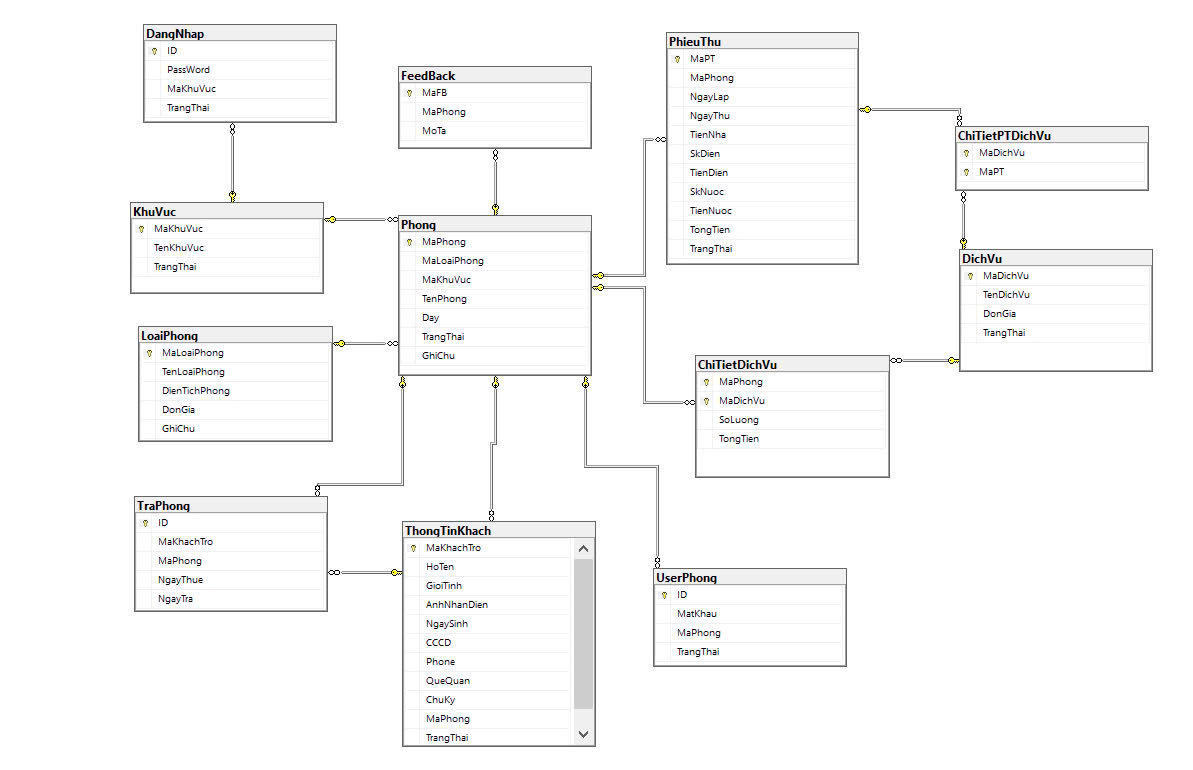 DangNhap
ID
PassWord
MaKhuVuc
TrangThai
FeedBack
MaFB
MaPhong
MoTa
PhieuThu
MaPT
MaPhong
NgayLap
NgayThu
TienNha
SkDien
TienDien
SkNuoc
TienNuoc
TongTien
TrangThai
ChiTietPTDichVu
MaDichVu
MaPT
KhuVuc
MaKhuVuc
TenKhuVuc
TrangThai
Phong
MaPhong
MaLoaiPhong
MaKhuVuc
TenPhong
Day
TrangThai
GhiChu
DichVu
MaDichVu
TenDichVu
DonGia
TrangThai
LoaiPhong
MaLoaiPhong
TenLoaiPhong
DienTichPhong
DonGia
GhiChu
ChiTietDichVu
MaPhong
MaDichVu
SoLuong
TongTien
TraPhong
ID
MaKhachTro
MaPhong
NgayThue
NgayTra
ThongTinKhach
MaKhachTro
HoTen
GioiTinh
AnhNhanDien
NgaySinh
CCCD
Phone
QueQuan
ChuKy
MaPhong
TrangThai
UserPhong
ID
MatKhau
MaPhong
TrangThai